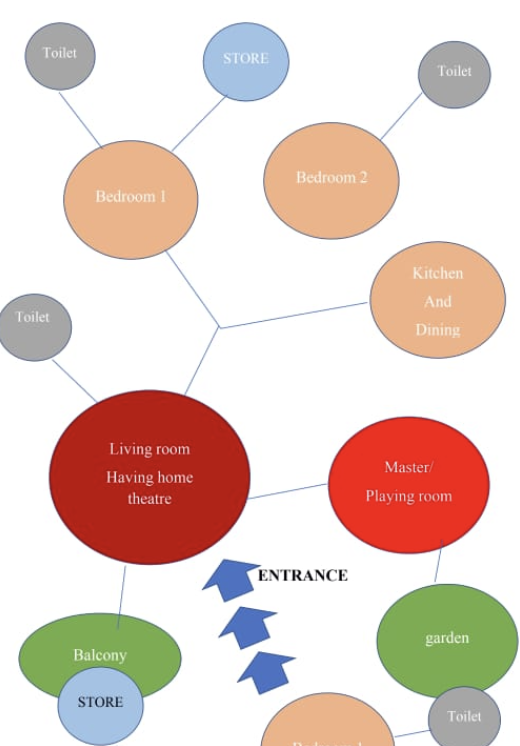 Toilet
STORE
Toilet
Bedroom 1
Bedroom 2
Kitchen
And
Dining
Toilet
Living room
Having home
theatre
Master/
Playing room
ENTRANCE
garden
Balcony
STORE
Toilet